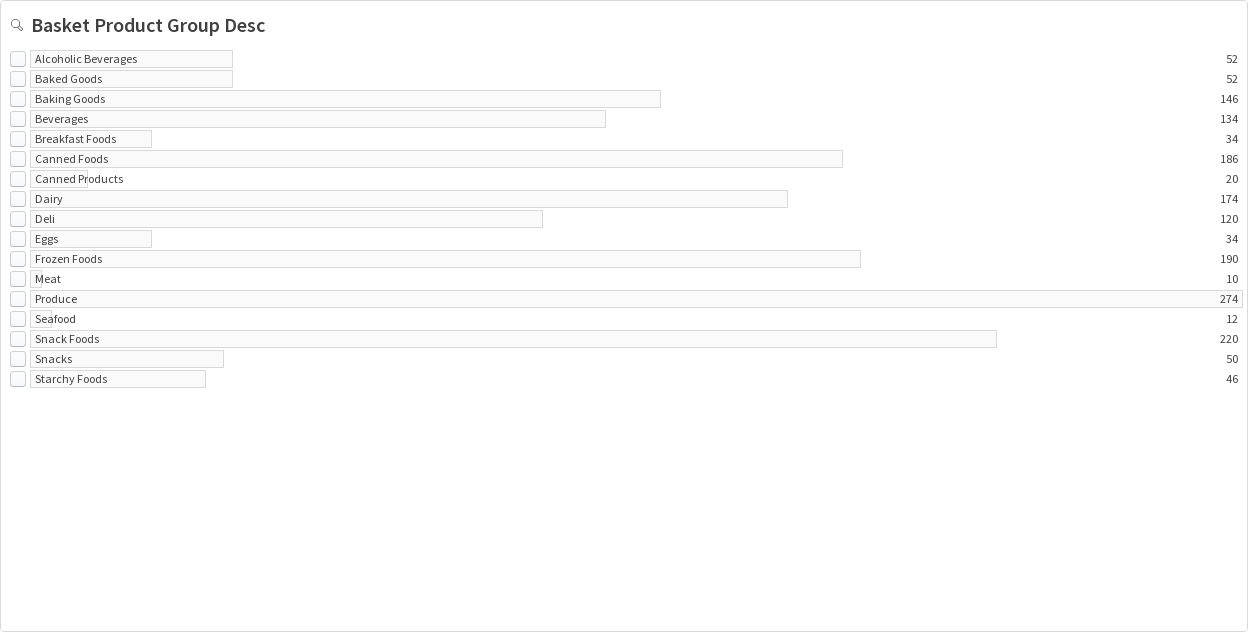 Basket Product Group Desc
Alcoholic Beverages 52
Baked Goods 52
Baking Goods 146
Beverages 134
Breakfast Foods 34
Canned Foods 186
Canned Products 20
Dairy 174
Deli 120
Eggs 34
Frozen Foods 190
Meat 10
Produce 274
Seafood 12
Snack Foods 220
Snacks 50
Starchy Foods 46